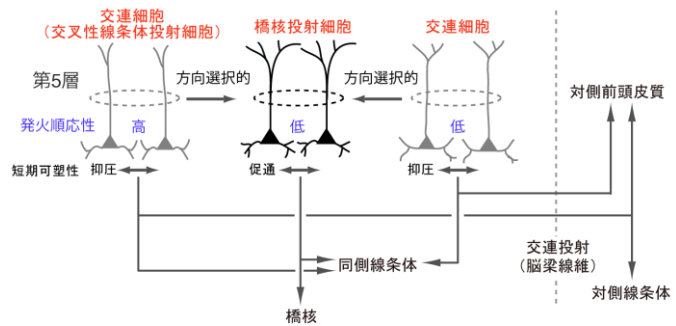 交連細胞
（交叉性線条体投射細胞）
橋核投射細胞
交連細胞
第5層
方向選択的
方向選択的
対側前頭皮質
発火順応性
高
低
低
短期可塑性
抑圧
促通
抑圧
交連投射
（脳梁線維）
同側線条体
対側線条体
橋核